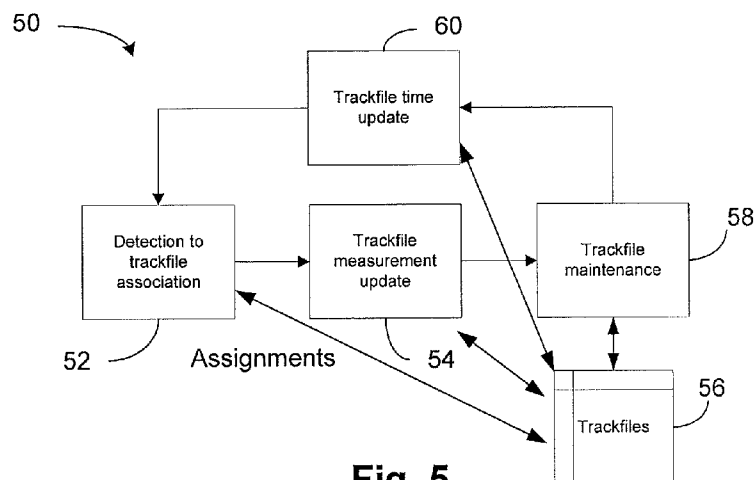 50
60
Trackfile time
update
58
Detection to
trackfile
association
Trackfile
measurement
update
Trackfile
maintenance
52
Assignments
54
56
Trackfiles
Fig. 5